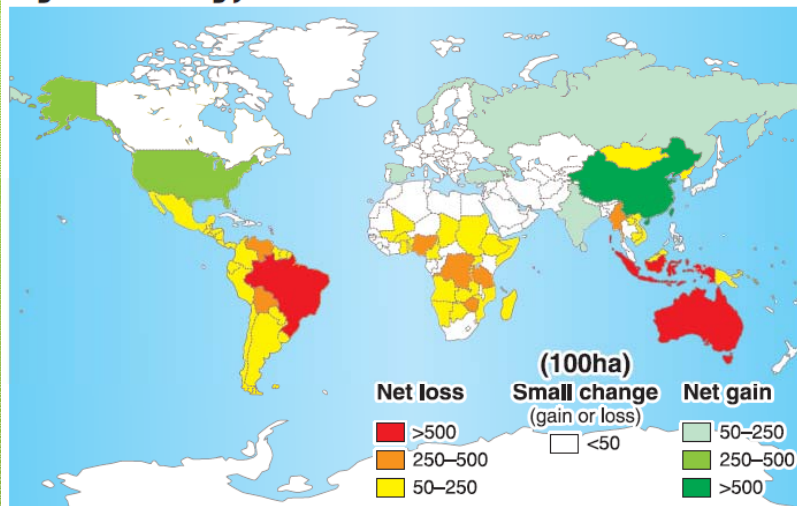 (100ha)
Net loss
Small change
Net gain
(gain or loss)
>500
<50
50–250
250–500
250–500
50–250
>500